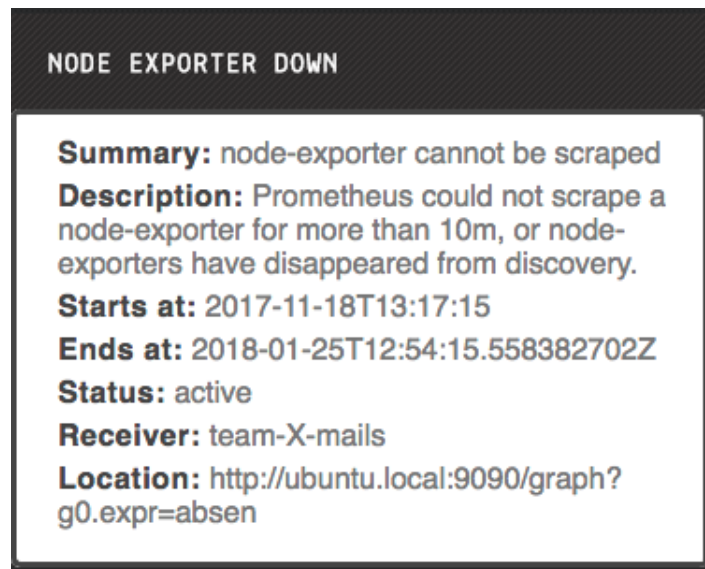 NODE EXPORTER DOWN
Summary: node-exporter cannot be scraped
Description: Prometheus could not scrape a
node-exporter for more than 10m, or node-
exporters have disappeared from discovery.
Starts at: 2017-11-18T13:17:15
Ends at: 2018-01-25T12:54:15.558382702Z
Status: active
Receiver: team-X-mails
Location: http://ubuntu.local:9090/graph?
g0.expr=absen